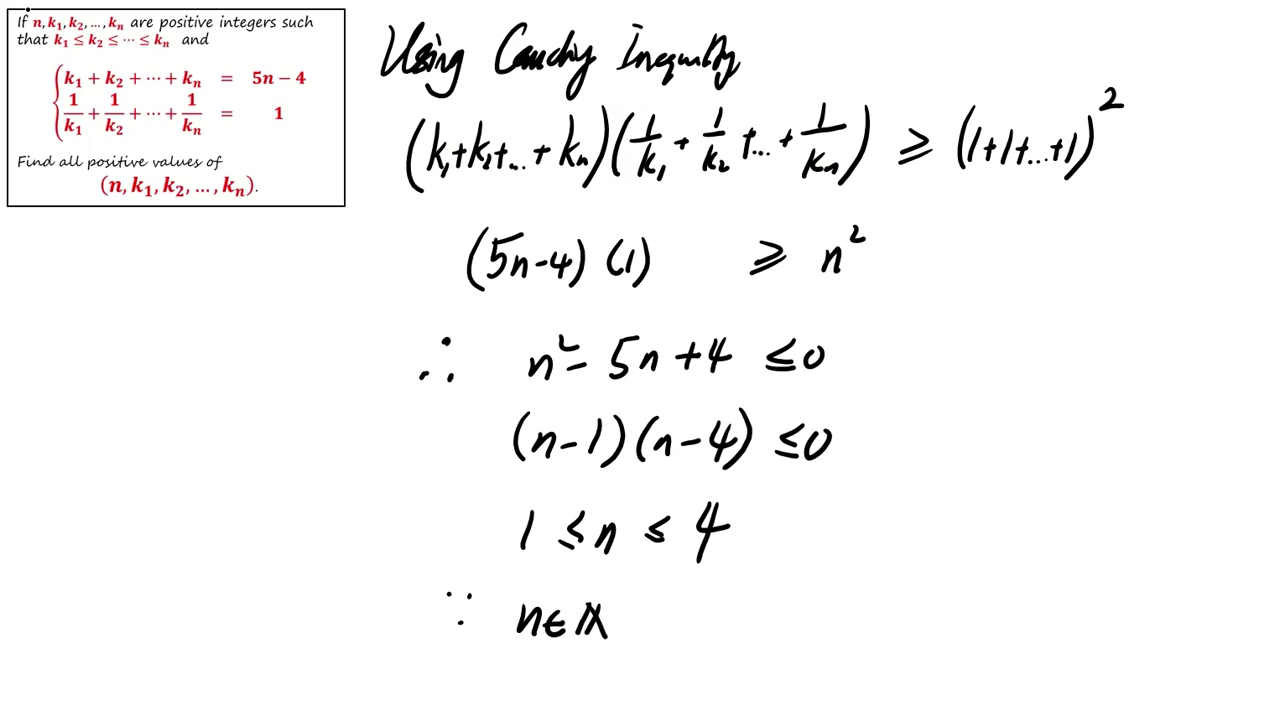 If n, k₁, k₂, ..., kₙ are positive integers such
that k₁ ≤ k₂ ≤ ⋯ ≤ kₙ and
k₁ + k₂ + ⋯ + kₙ = 5n − 4
1/k₁ + 1/k₂ + ⋯ + 1/kₙ = 1
Find all positive values of
(n, k₁, k₂, ..., kₙ).
Using Cauchy Inequality
(k₁+k₂+...+kₙ)(1/k₁ + 1/k₂ +...+ 1/kₙ) ≥ (1+1+...+1)²
(5n-4)(1) ≥ n²
∴ n² - 5n + 4 ≤ 0
(n-1)(n-4) ≤ 0
1 ≤ n ≤ 4
∵ n ∈ ℕ